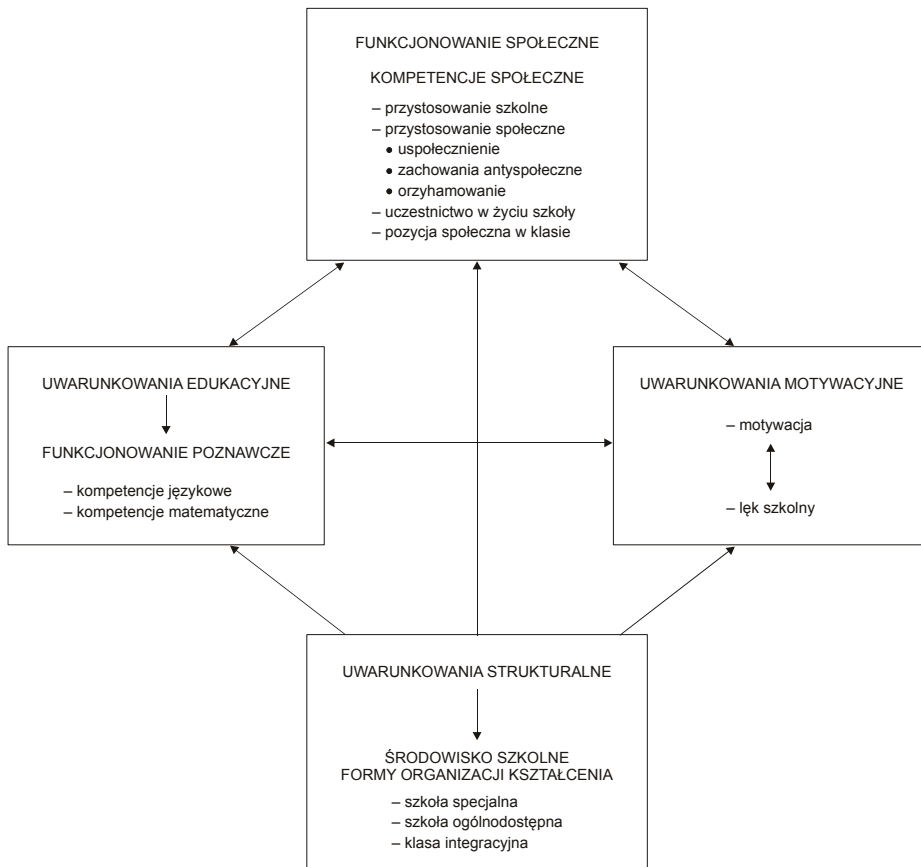 FUNKCJONOWANIE SPOŁECZNE
KOMPETENCJE SPOŁECZNE
– przystosowanie szkolne
– przystosowanie społeczne
• uspołecznienie
• zachowania antyspołeczne
• orzyhamowanie
– uczestnictwo w życiu szkoły
– pozycja społeczna w klasie
UWARUNKOWANIA EDUKACYJNE
FUNKCJONOWANIE POZNAWCZE
– kompetencje językowe
– kompetencje matematyczne
UWARUNKOWANIA MOTYWACYJNE
– motywacja
– lęk szkolny
UWARUNKOWANIA STRUKTURALNE
ŚRODOWISKO SZKOLNE
FORMY ORGANIZACJI KSZTAŁCENIA
– szkoła specjalna
– szkoła ogólnodostępna
– klasa integracyjna